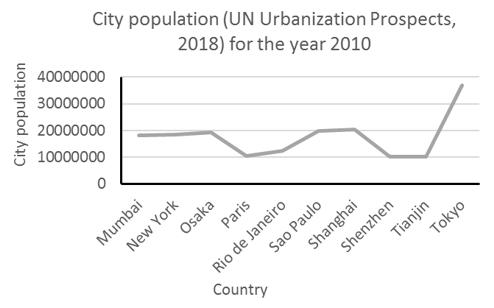 City population (UN Urbanization Prospects,
2018) for the year 2010
City population
40000000
30000000
20000000
10000000
0
Mumbai
New York
Osaka
Paris
Rio de Janeiro
Sao Paulo
Shanghai
Shenzhen
Tianjin
Tokyo
Country